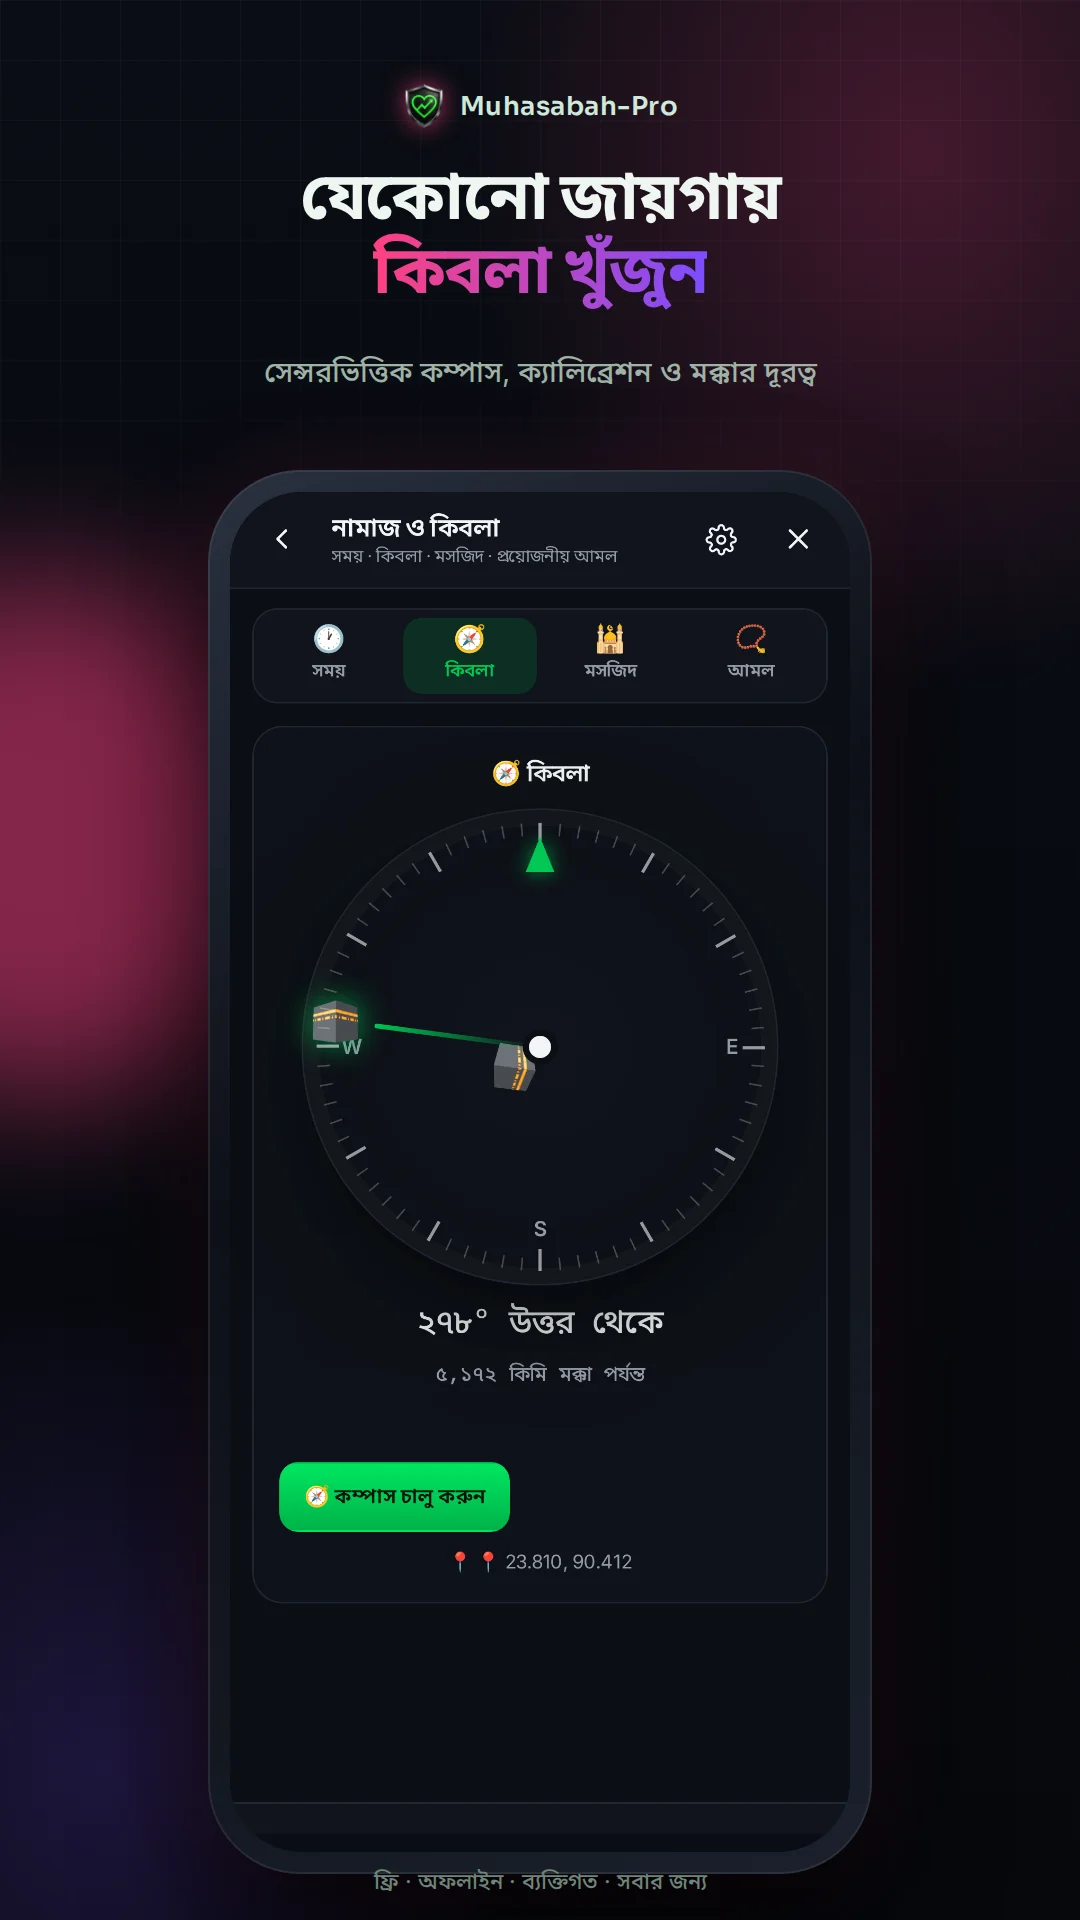 Muhasabah-Pro
যেকোনো জায়গায়
কিবলা খুঁজুন
সেন্সরভিত্তিক কম্পাস, ক্যালিব্রেশন ও মক্কার দূরত্ব
নামাজ ও কিবলা
সময় · কিবলা · মসজিদ · প্রয়োজনীয় আমল
সময় কিবলা মসজিদ আমল
কিবলা
W E
S
২৭৮° উত্তর থেকে
৫,১৭২ কিমি মক্কা পর্যন্ত
কম্পাস চালু করুন
23.810, 90.412
ফ্রি · অফলাইন · ব্যক্তিগত · সবার জন্য